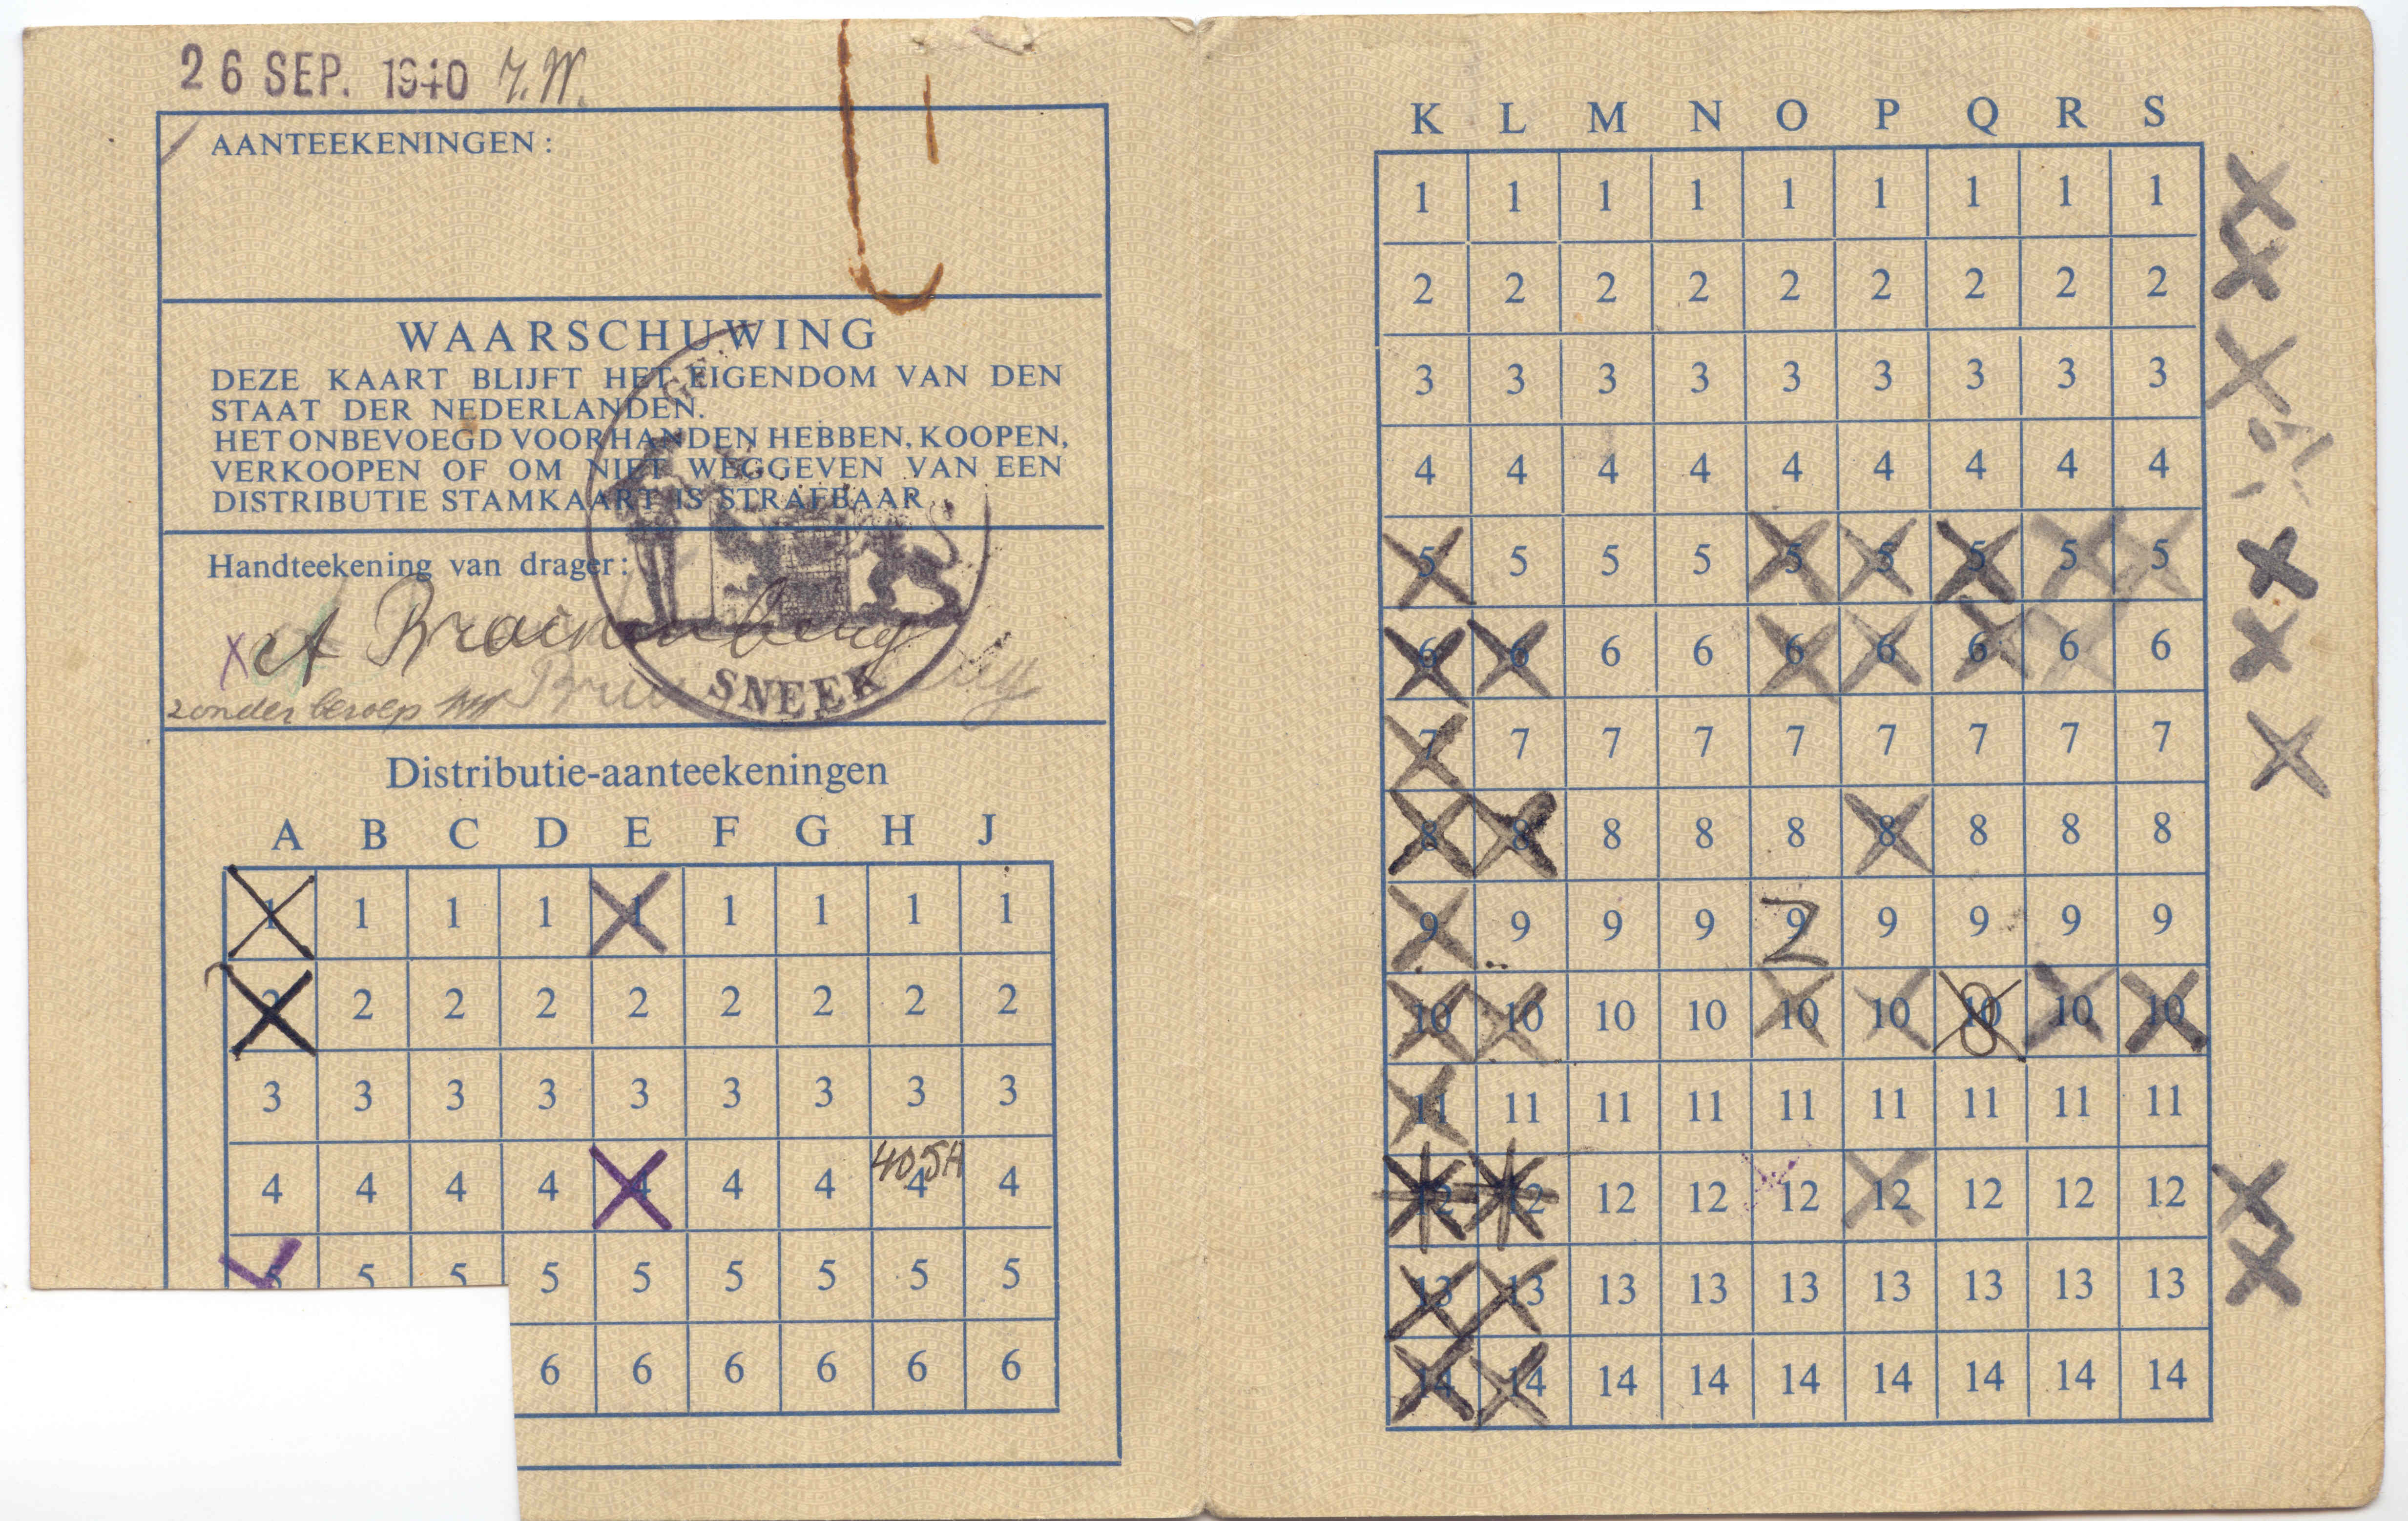 26 SEP. 1940
AANTEEKENINGEN:
WAARSCHUWING
DEZE KAART BLIJFT HET EIGENDOM VAN DEN
STAAT DER NEDERLANDEN.
HET ONBEVOEGD VOORHANDEN HEBBEN, KOOPEN,
VERKOOPEN OF OM NIET WEGGEVEN VAN EEN
DISTRIBUTIE STAMKAART IS STRAFBAAR
Handteekening van drager:
zonder beroep
SNEEK
Distributie-aanteekeningen
A B C D E F G H J
1 1 1 1 1 1 1 1 1
2 2 2 2 2 2 2 2 2
3 3 3 3 3 3 3 3 3
405A
4 4 4 4 4 4 4 4 4
5 5 5 5 5 5 5 5 5
6 6 6 6 6 6
K L M N O P Q R S
1 1 1 1 1 1 1 1 1
2 2 2 2 2 2 2 2 2
3 3 3 3 3 3 3 3 3
4 4 4 4 4 4 4 4 4
5 5 5 5 5 5 5 5 5
6 6 6 6 6 6 6 6 6
7 7 7 7 7 7 7 7 7
8 8 8 8 8 8 8 8 8
9 9 9 9 9 9 9 9 9
10 10 10 10 10 10 10 10 10
11 11 11 11 11 11 11 11 11
12 12 12 12 12 12 12 12 12
13 13 13 13 13 13 13 13 13
14 14 14 14 14 14 14 14 14